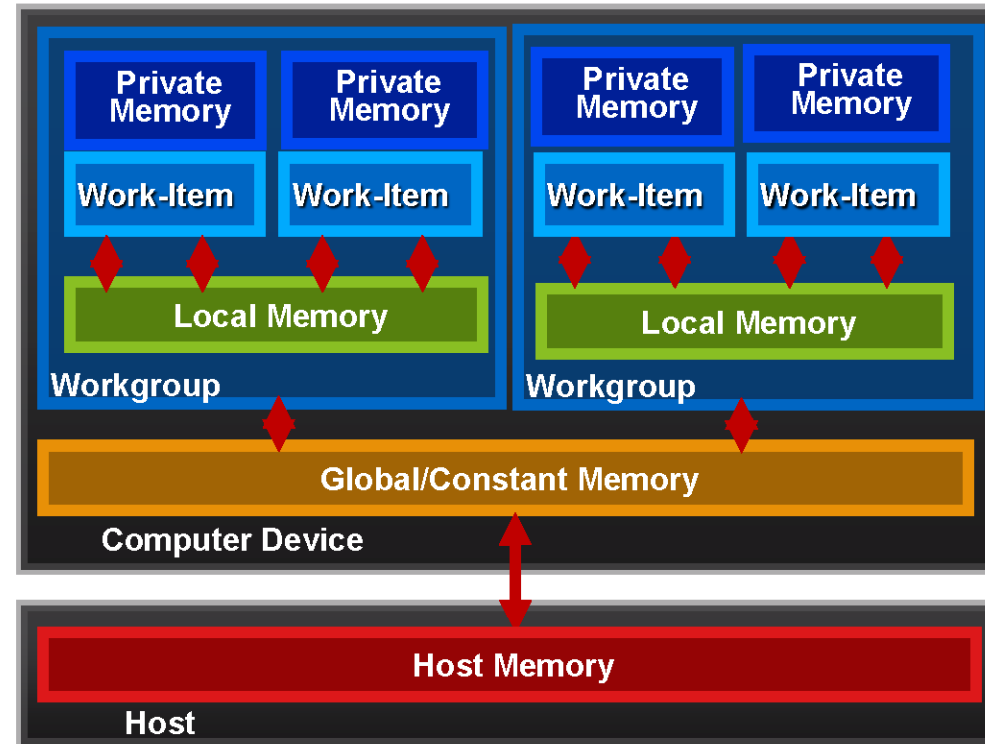 Private
Memory
Private
Memory
Private
Memory
Private
Memory
Work-Item
Work-Item
Work-Item
Work-Item
Local Memory
Local Memory
Workgroup
Workgroup
Global/Constant Memory
Computer Device
Host Memory
Host